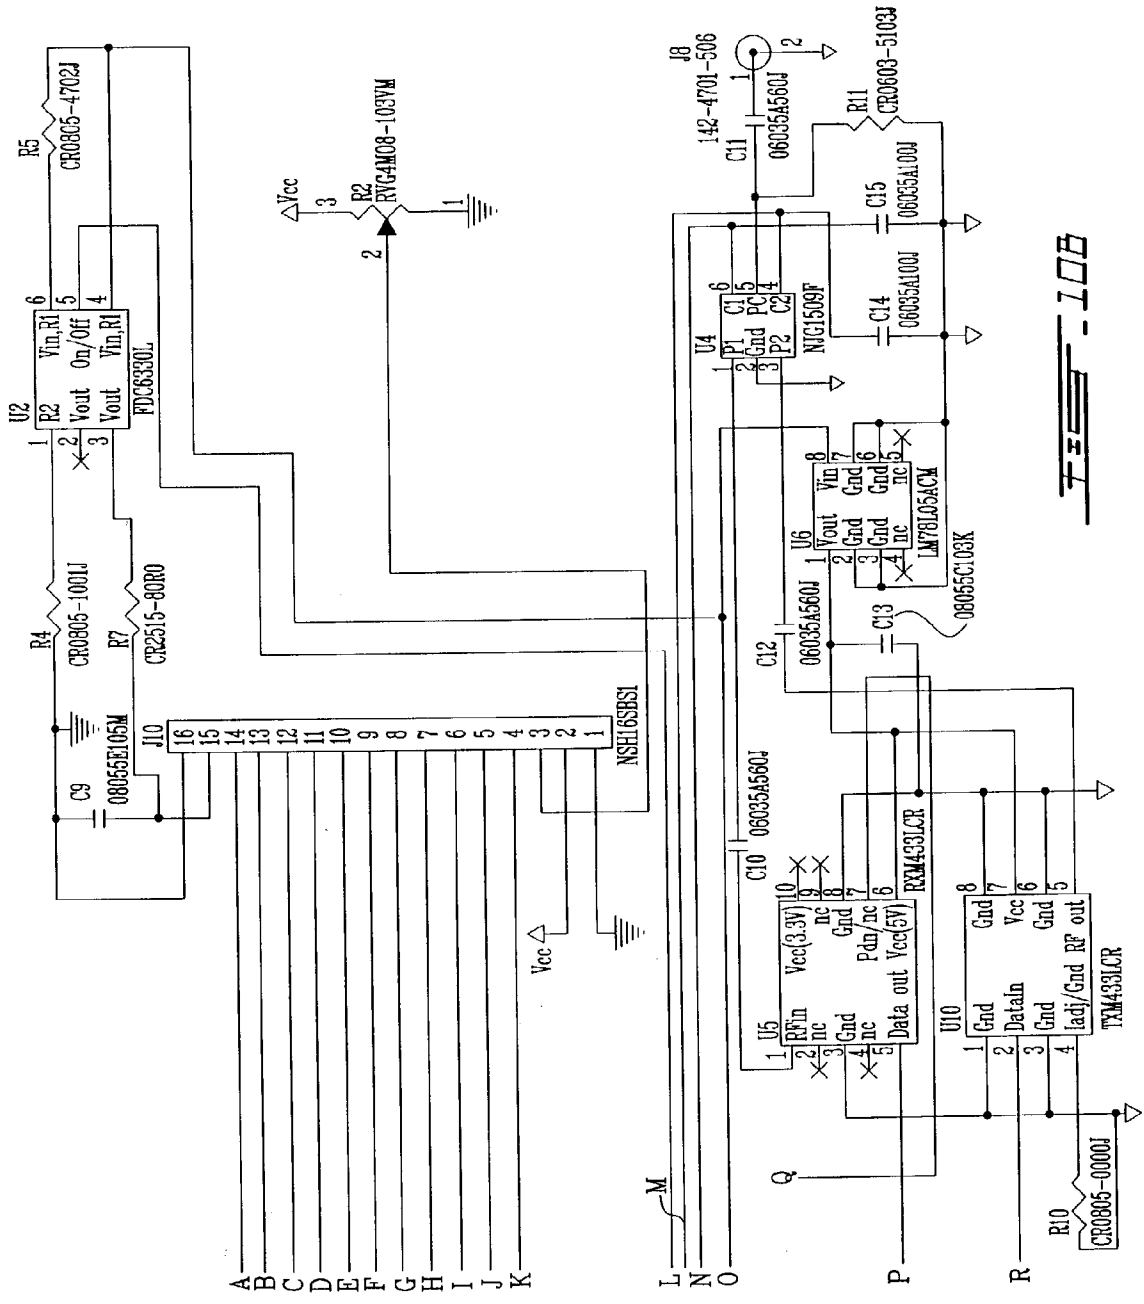 R5
CR0805-4702J
U2
1 R2 Vin,R1 6
2 Vout On/Off 5
3 Vout Vin,R1 4
FDC6330L
R4
CR0805-1001J
R7
CR2515-80R0
C9
08055E105M
Vcc
3
R2
RVG4M08-103VM
2
1
J10
16
15
14
13
12
11
10
9
8
7
6
5
4
3
2
1
NSH16SBS1
Vcc
A
B
C
D
E
F
G
H
I
J
K
L
M
N
O
J8
142-4701-506
1
2
C11
06035A560J
R11
CR0603-5103J
C15
06035A100J
C14
06035A100J
U4
1 P1 C1 6
2 Gnd PC 5
3 P2 C2 4
NJG1509F
U6
1 Vout Vin 8
2 Gnd Gnd 7
3 Gnd Gnd 6
4 nc nc 5
LM78L05ACM
C12
06035A560J
C13
08055C103K
C10
06035A560J
U5
1 RFin Vcc(3.3V) 10
2 nc nc 9
3 Gnd Gnd 8
4 nc Pdn/nc 7
5 Data out Vcc(5V) 6
RXM433LCR
U10
1 Gnd Gnd 8
2 DataIn Vcc 7
3 Gnd Gnd 6
4 Iadj/Gnd RF out 5
TXM433LCR
R10
CR0805-0000J
Q
P
R
Fig. 10B